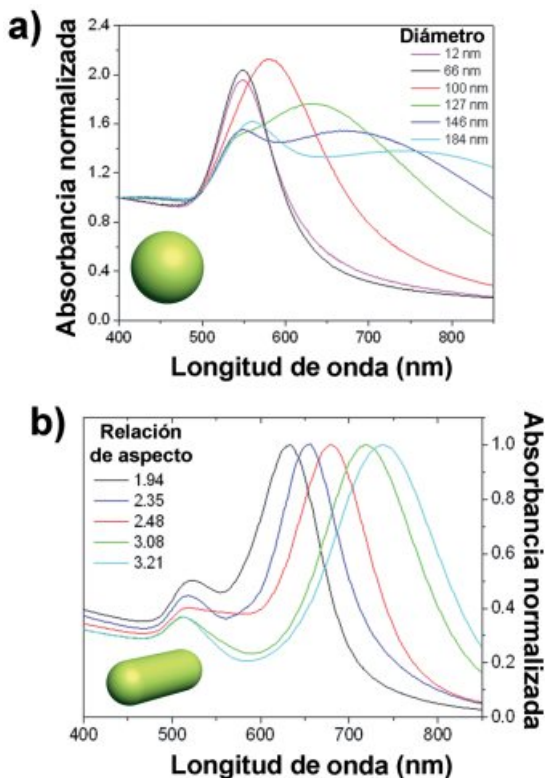 a)
Absorbancia normalizada
2.4
2.0
1.6
1.2
0.8
0.4
0.0
Diámetro
12 nm
66 nm
100 nm
127 nm
146 nm
184 nm
400 500 600 700 800
Longitud de onda (nm)
b)
Relación
de aspecto
1.94
2.35
2.48
3.08
3.21
1.0
0.8
0.6
0.4
0.2
0.0
Absorbancia normalizada
400 500 600 700 800
Longitud de onda (nm)